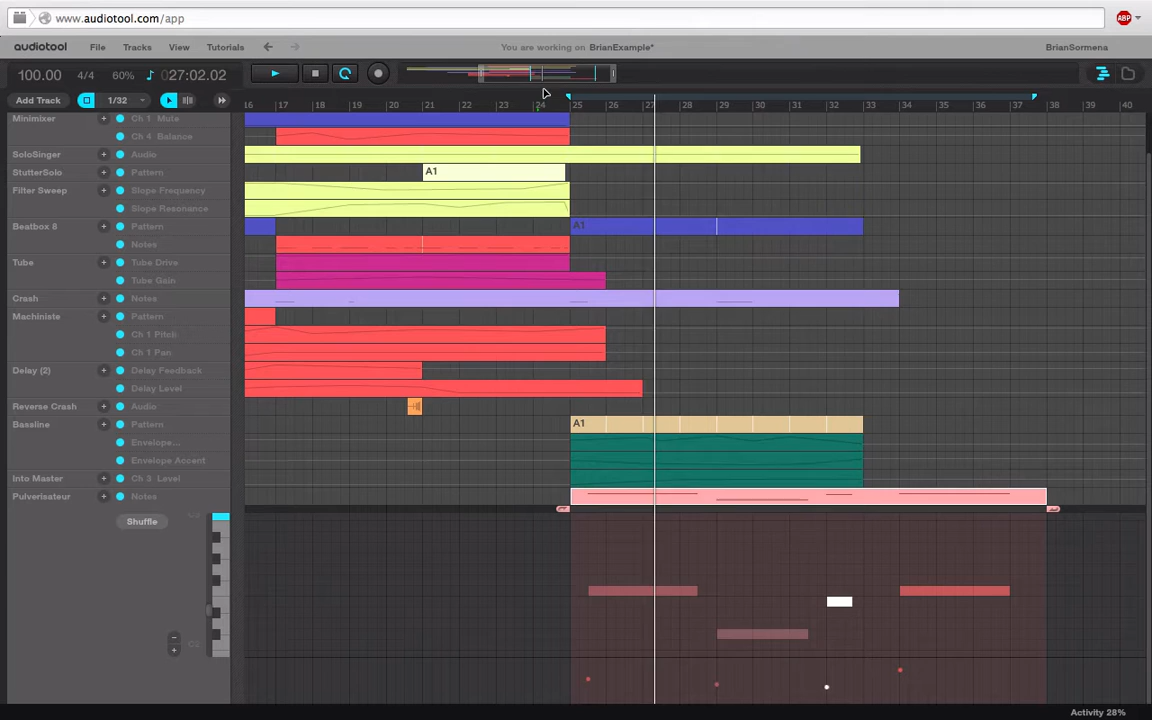 www.audiotool.com/app
ABP
audiotool File Tracks View Tutorials You are working on BrianExample* BrianSormena
100.00 4/4 60% 27:02.02
Add Track 1/32 16 17 18 19 20 21 22 23 24 25 26 27 28 29 30 31 32 33 34 35 36 37 38 39 40
Minimixer Ch 1 Mute
Ch 4 Balance
SoloSinger Audio
StutterSolo Pattern A1
Filter Sweep Slope Frequency
Slope Resonance
Beatbox 8 Pattern A1
Notes
Tube Tube Drive
Tube Gain
Crash Notes
Machiniste Pattern
Ch 1 Pitch
Ch 1 Pan
Delay (2) Delay Feedback
Delay Level
Reverse Crash Audio
Bassline Pattern A1
Envelope...
Envelope Accent
Into Master Ch 3 Level
Pulverisateur Notes
Shuffle
Activity 28%